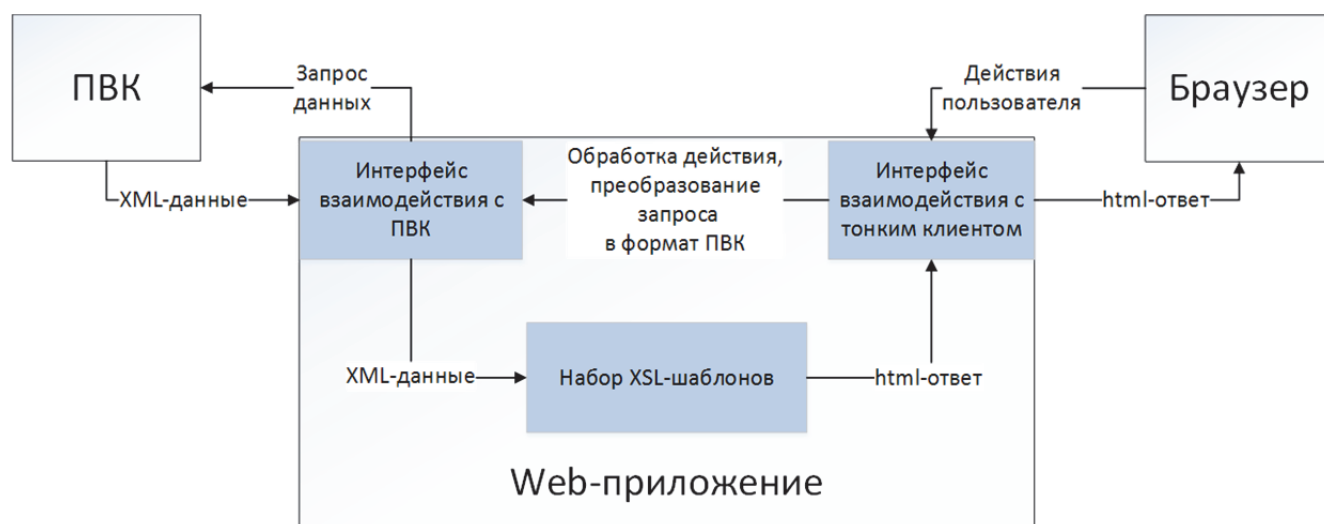 ПВК
Запрос
данных
Действия
пользователя
Браузер
XML-данные
Интерфейс
взаимодействия с
ПВК
Обработка действия,
преобразование
запроса
в формат ПВК
Интерфейс
взаимодействия с
тонким клиентом
html-ответ
XML-данные
Набор XSL-шаблонов
html-ответ
Web-приложение